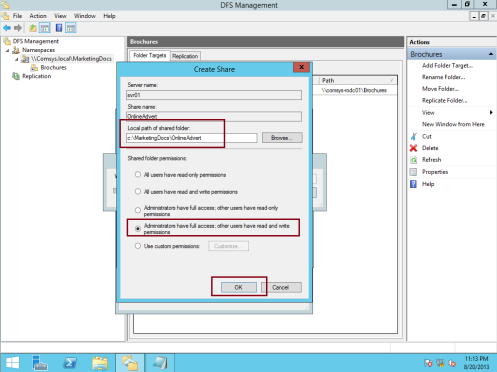 DFS Management
File Action View Window Help
DFS Management
Namespaces
\\Comsys.local\MarketingDocs
Brochures
Replication
Brochures
Folder Targets Replication
Path
\\comsys-rodc01\Brochures
Create Share
Server name:
svr01
Share name:
OnlineAdvert
Local path of shared folder:
c:\MarketingDocs\OnlineAdvert
Browse...
Shared folder permissions:
All users have read-only permissions
All users have read and write permissions
Administrators have full access; other users have read-only
permissions
Administrators have full access; other users have read and write
permissions
Use custom permissions: Customize...
OK Cancel
Actions
Brochures
Add Folder Target...
Rename Folder...
Move Folder...
Replicate Folder...
View
New Window from Here
Cut
Delete
Refresh
Properties
Help
11:13 PM
8/20/2013